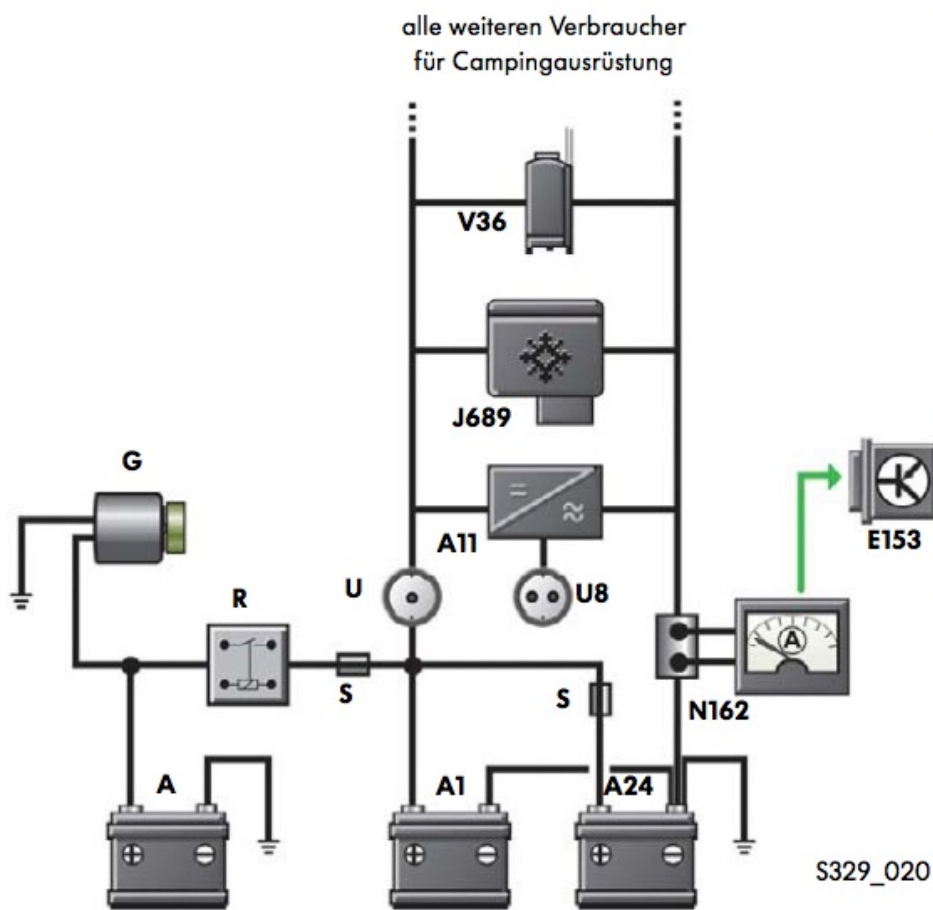 alle weiteren Verbraucher
für Campingausrüstung
V36
J689
G
A11
E153
U
U8
R
A
S
S
N162
A
A1
A24
S329_020